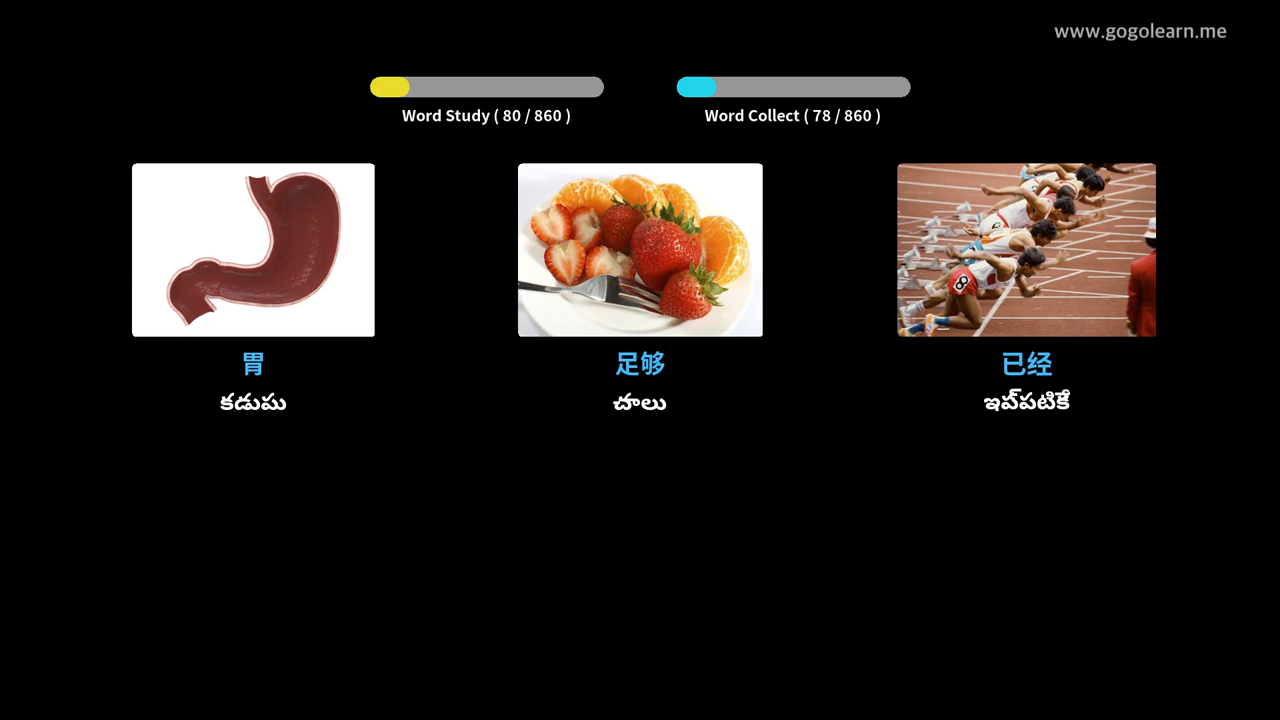 www.gogolearn.me
Word Study ( 80 / 860 )
Word Collect ( 78 / 860 )
8
胃
足够
已经
కడుపు
చాలు
ఇప్పటికే